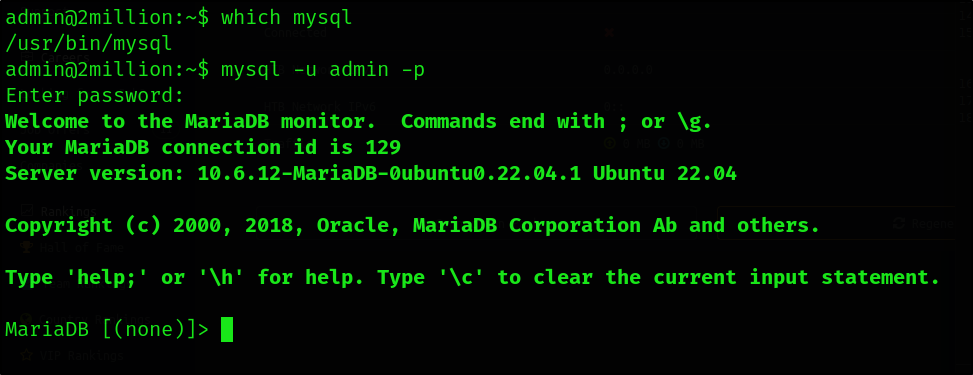 admin@2million:~$ which mysql
/usr/bin/mysql
admin@2million:~$ mysql -u admin -p
Enter password:
Welcome to the MariaDB monitor.  Commands end with ; or \g.
Your MariaDB connection id is 129
Server version: 10.6.12-MariaDB-0ubuntu0.22.04.1 Ubuntu 22.04
Copyright (c) 2000, 2018, Oracle, MariaDB Corporation Ab and others.
Type 'help;' or '\h' for help. Type '\c' to clear the current input statement.
MariaDB [(none)]>
VIP Rankings